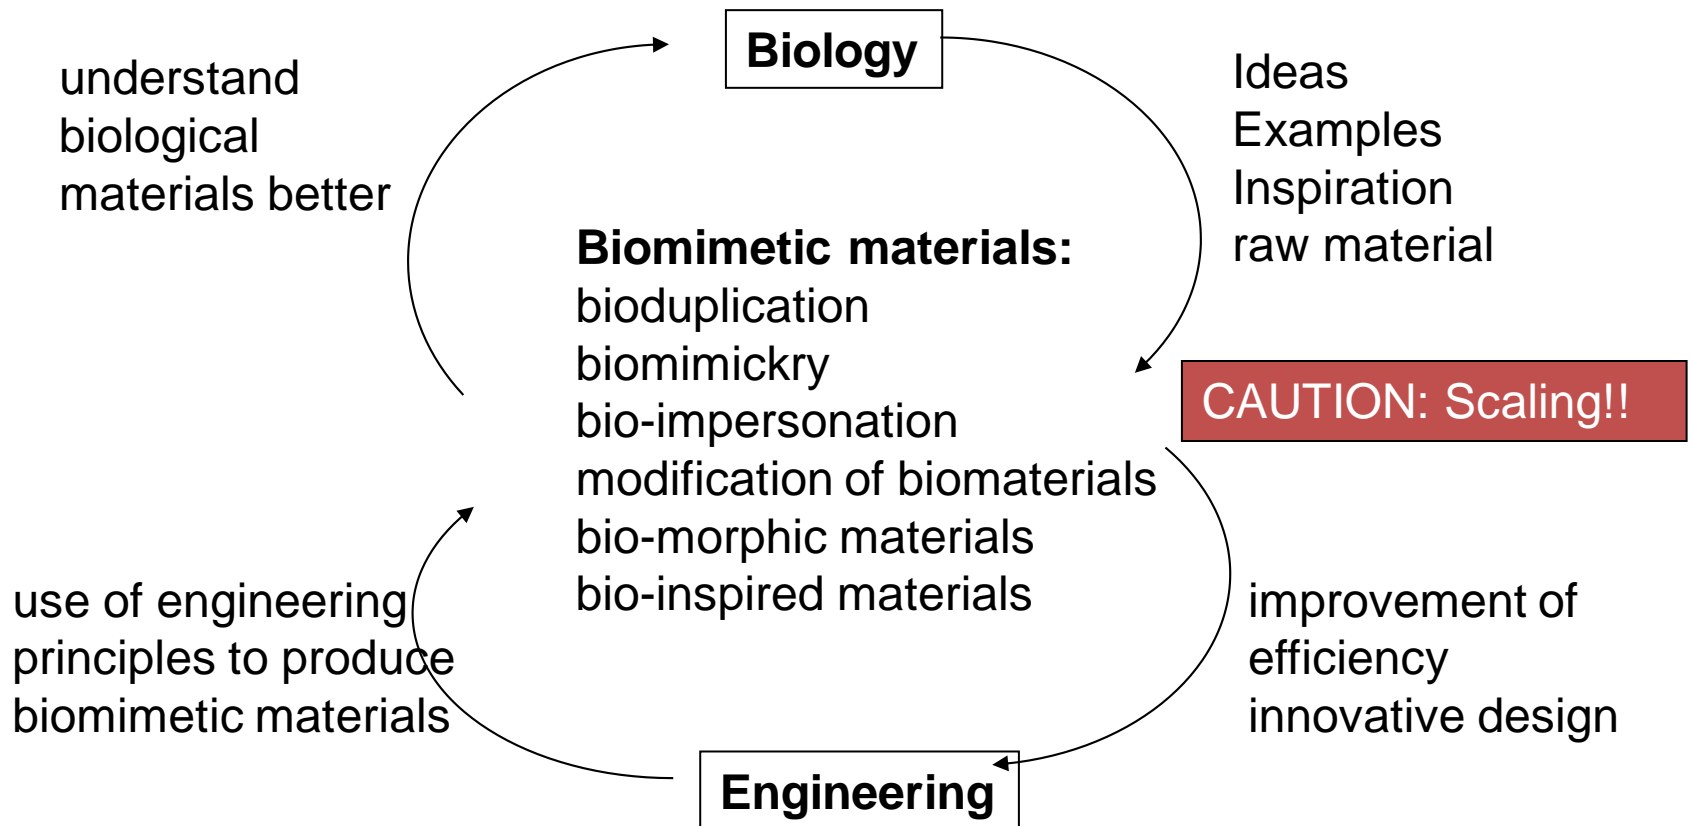 Biology
understand
biological
materials better
Ideas
Examples
Inspiration
raw material
Biomimetic materials:
bioduplication
biomimickry
bio-impersonation
modification of biomaterials
bio-morphic materials
bio-inspired materials
CAUTION: Scaling!!
use of engineering
principles to produce
biomimetic materials
improvement of
efficiency
innovative design
Engineering